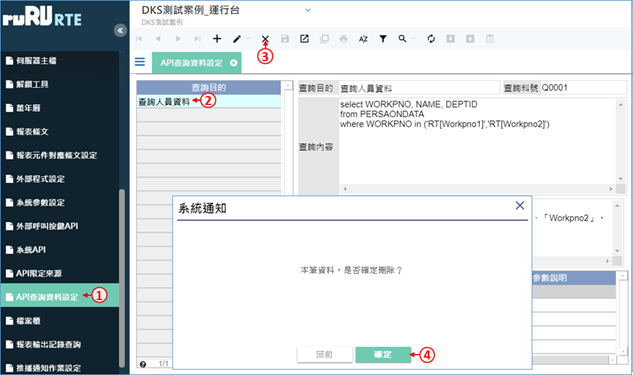 ruRU RTE
DKS測試案例_運行台
DKS測試案例
伺服器主檔
解鎖工具
萬年曆
報表條文
報表元件對應條文設定
外部程式設定
系統參數設定
外部呼叫按鍵API
系統API
API限定來源
API查詢資料設定
檔案櫃
報表輸出記錄查詢
推播通知作業設定
①
③
API查詢資料設定
查詢目的
查詢人員資料
②
查詢目的 查詢人員資料 查詢料號 Q0001
查詢內容
select WORKPNO, NAME, DEPTID
from PERSAONDATA
where WORKPNO in ('RT[Workpno1]','RT[Workpno2]')
、「Workpno2」，
參數說明
系統通知
本筆資料，是否確定刪除？
回前
確定
④
1/1